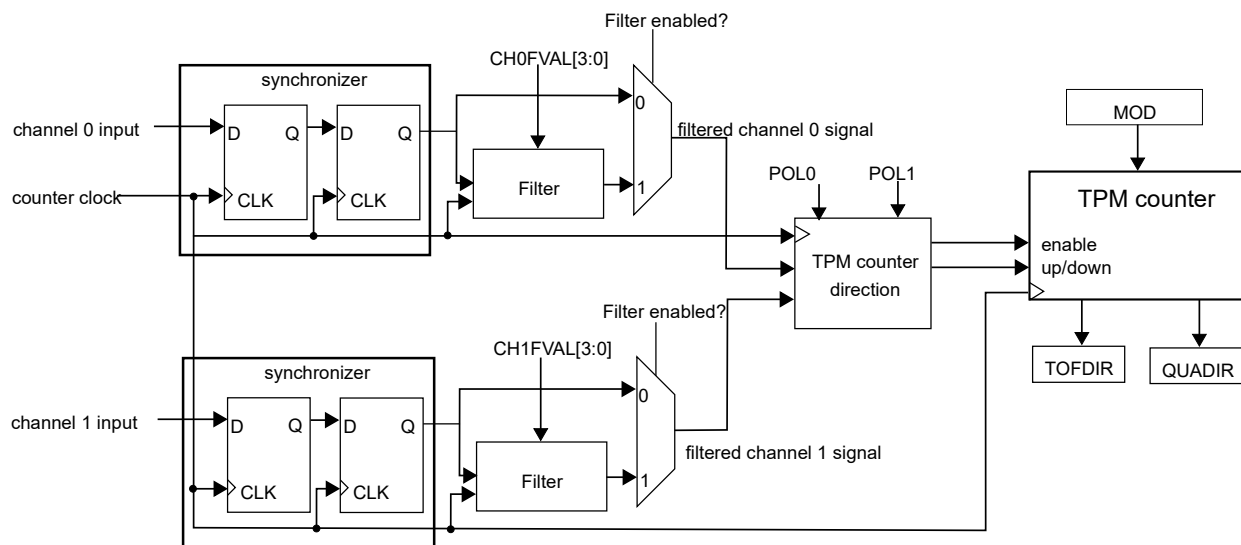 Filter enabled?
CH0FVAL[3:0]
synchronizer
0
MOD
channel 0 input
D Q D Q
filtered channel 0 signal
POL0 POL1
counter clock
CLK CLK
Filter
1
TPM counter
enable
up/down
TPM counter
direction
Filter enabled?
CH1FVAL[3:0]
TOFDIR QUADIR
synchronizer
0
channel 1 input
D Q D Q
filtered channel 1 signal
CLK CLK
Filter
1